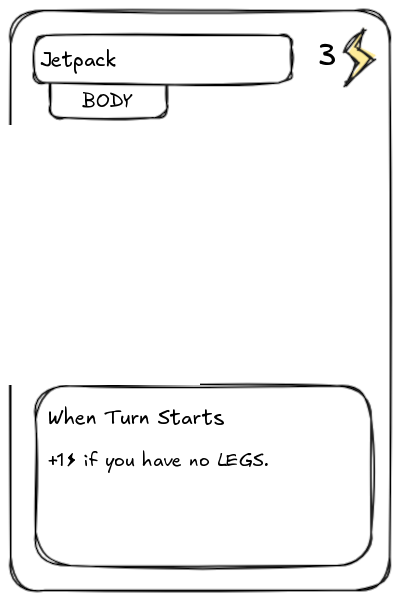 Jetpack
3⚡
BODY
When Turn Starts
+1⚡ if you have no LEGS.